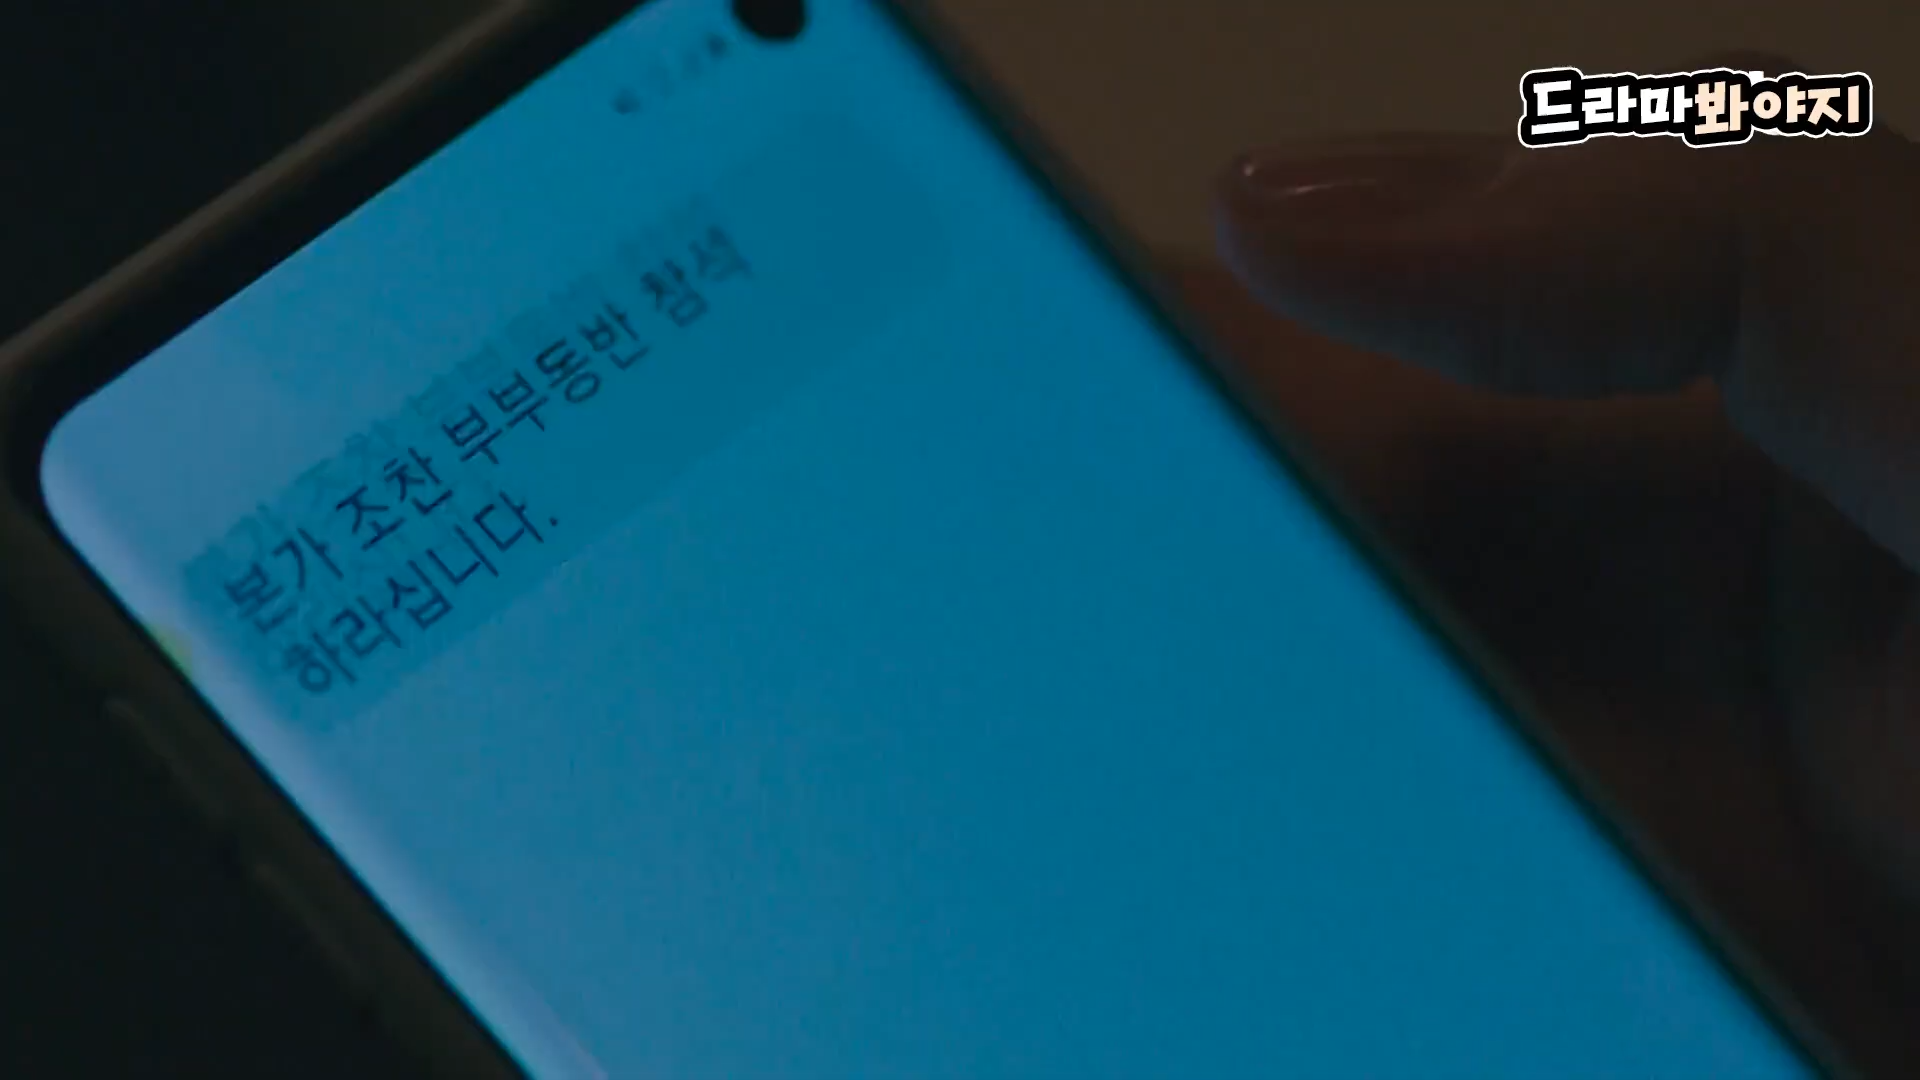 드라마봐야지
본가 조찬 부부동반 참석
하라십니다.